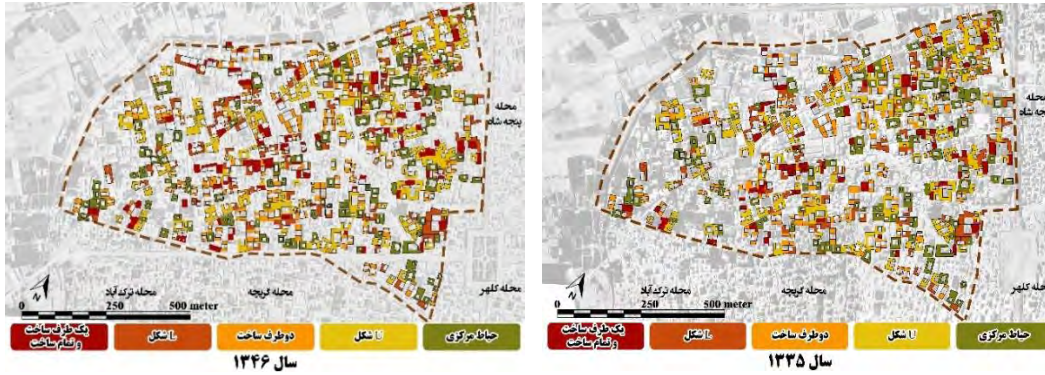 محله
پنجه شاه
محله ترک آباد
محله گریچه
محله کلهر
N
0 250 500 meter
یک طرف ساخت
و تمام ساخت
L شکل
دوطرف ساخت
U شکل
حیاط مرکزی
سال ۱۳۴۶
محله
پنجه شاه
محله ترک آباد
محله گریچه
محله کلهر
N
0 250 500 meter
یک طرف ساخت
و تمام ساخت
L شکل
دوطرف ساخت
U شکل
حیاط مرکزی
سال ۱۳۳۵